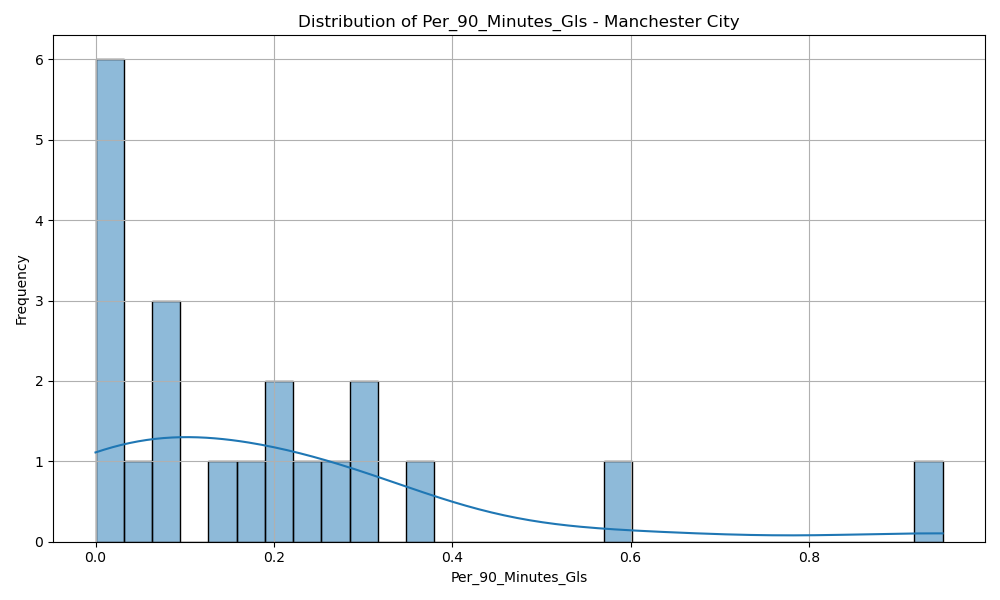 Distribution of Per_90_Minutes_Gls - Manchester City
6
5
4
3
2
1
0
Frequency
0.0 0.2 0.4 0.6 0.8
Per_90_Minutes_Gls